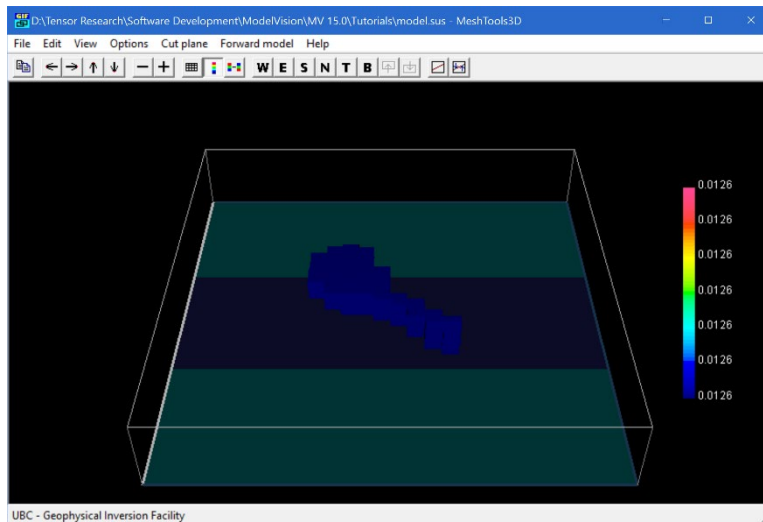 D:\Tensor Research\Software Development\ModelVision\MV 15.0\Tutorials\model.sus - MeshTools3D
File Edit View Options Cut plane Forward model Help
W E S N T B
0.0126
0.0126
0.0126
0.0126
0.0126
0.0126
0.0126
UBC - Geophysical Inversion Facility